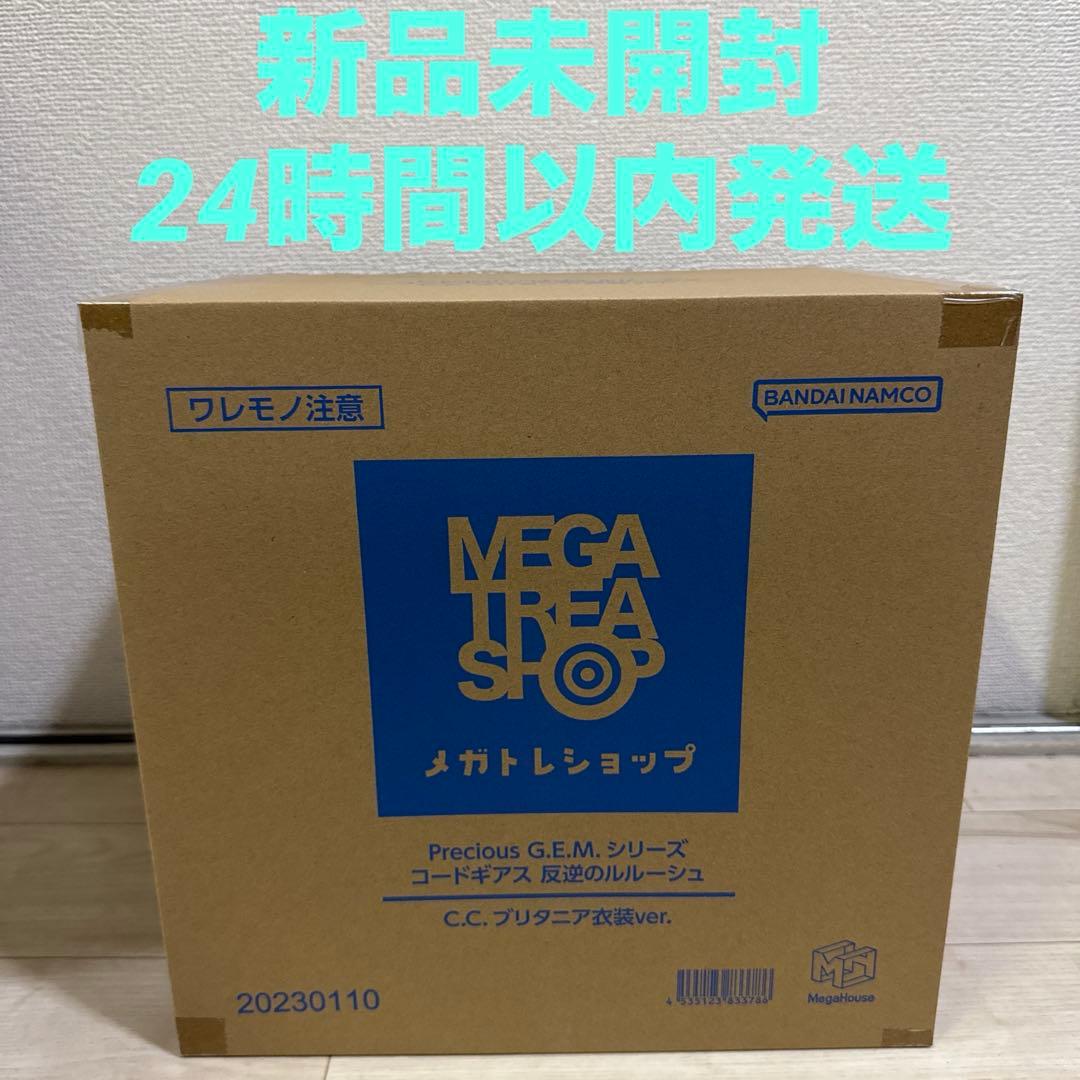 新品未開封
24時間以内発送
ワレモノ注意
BANDAI NAMCO
MEGA
TREA
SHOP
メガトレショップ
Precious G.E.M. シリーズ
コードギアス 反逆のルルーシュ
C.C. ブリタニア衣装ver.
20230110
4 535123 833786
MegaHouse